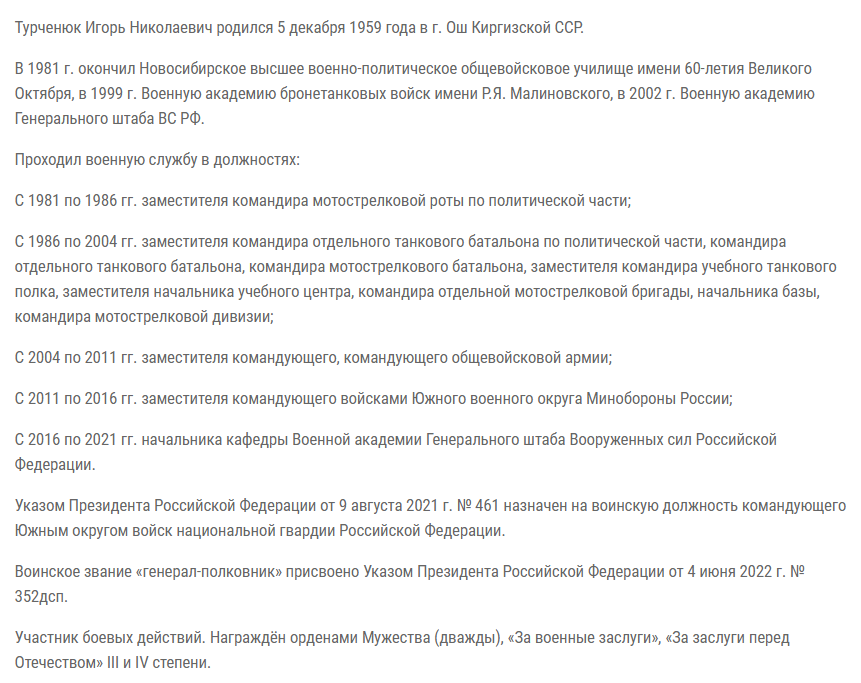 Турченюк Игорь Николаевич родился 5 декабря 1959 года в г. Ош Киргизской ССР.
В 1981 г. окончил Новосибирское высшее военно-политическое общевойсковое училище имени 60-летия Великого
Октября, в 1999 г. Военную академию бронетанковых войск имени Р.Я. Малиновского, в 2002 г. Военную академию
Генерального штаба ВС РФ.
Проходил военную службу в должностях:
С 1981 по 1986 гг. заместителя командира мотострелковой роты по политической части;
С 1986 по 2004 гг. заместителя командира отдельного танкового батальона по политической части, командира
отдельного танкового батальона, командира мотострелкового батальона, заместителя командира учебного танкового
полка, заместителя начальника учебного центра, командира отдельной мотострелковой бригады, начальника базы,
командира мотострелковой дивизии;
С 2004 по 2011 гг. заместителя командующего, командующего общевойсковой армии;
С 2011 по 2016 гг. заместителя командующего войсками Южного военного округа Минобороны России;
С 2016 по 2021 гг. начальника кафедры Военной академии Генерального штаба Вооруженных сил Российской
Федерации.
Указом Президента Российской Федерации от 9 августа 2021 г. № 461 назначен на воинскую должность командующего
Южным округом войск национальной гвардии Российской Федерации.
Воинское звание «генерал-полковник» присвоено Указом Президента Российской Федерации от 4 июня 2022 г. №
352дсп.
Участник боевых действий. Награждён орденами Мужества (дважды), «За военные заслуги», «За заслуги перед
Отечеством» III и IV степени.